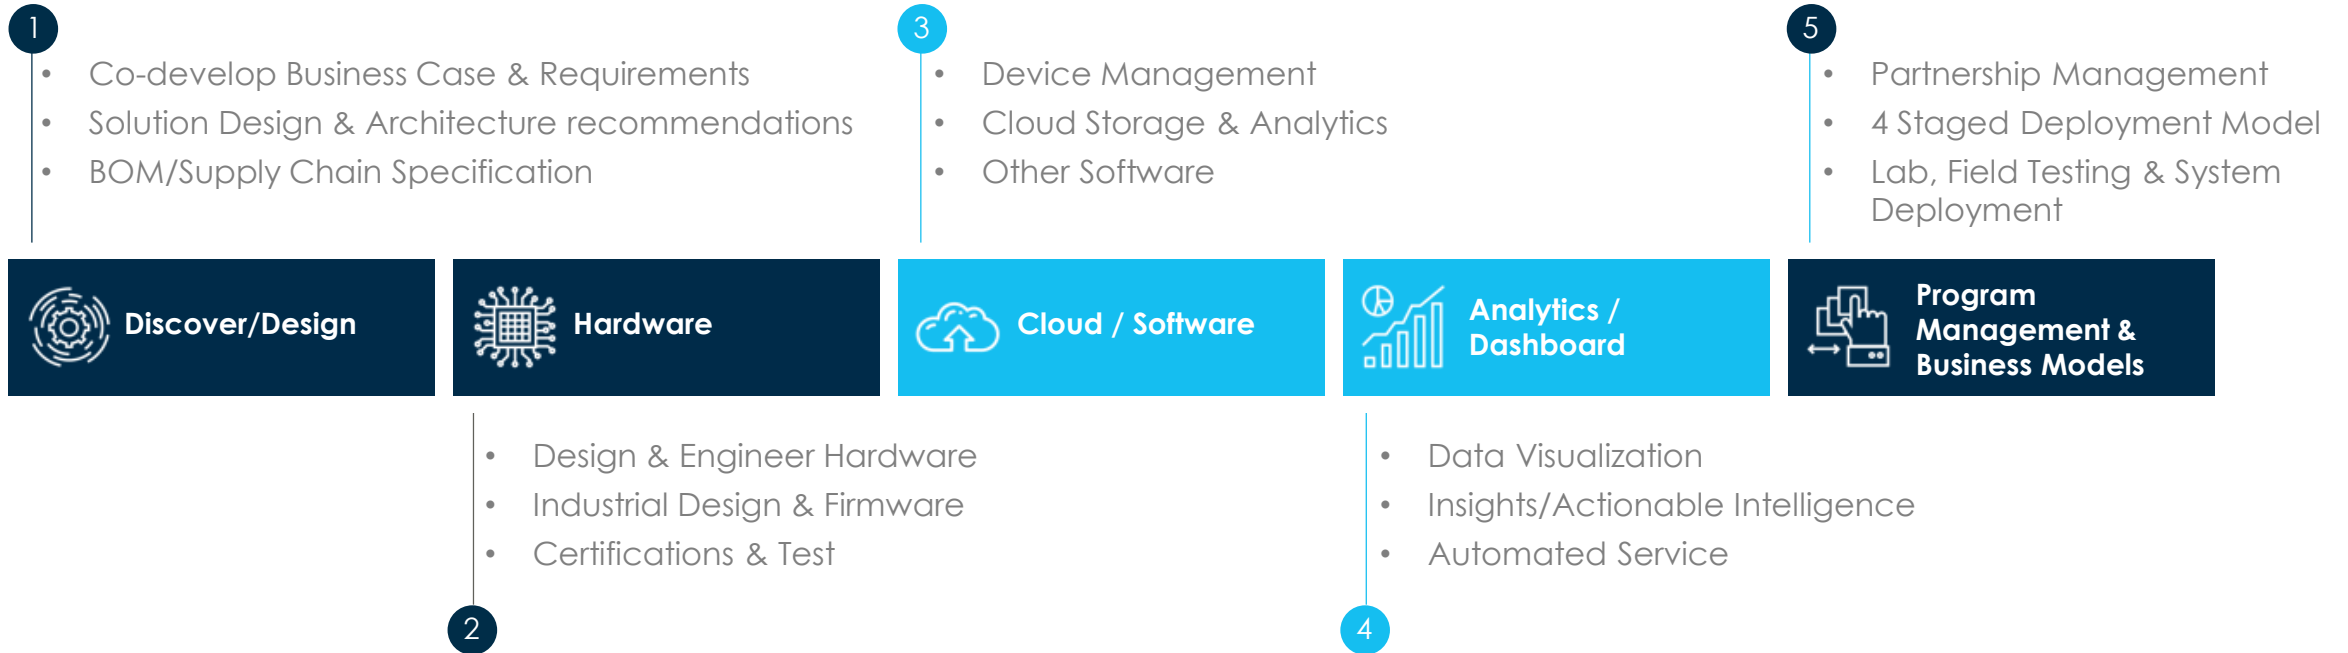 1
• Co-develop Business Case & Requirements
• Solution Design & Architecture recommendations
• BOM/Supply Chain Specification
3
• Device Management
• Cloud Storage & Analytics
• Other Software
5
• Partnership Management
• 4 Staged Deployment Model
• Lab, Field Testing & System
Deployment
Discover/Design
Hardware
Cloud / Software
Analytics /
Dashboard
Program
Management &
Business Models
• Design & Engineer Hardware
• Industrial Design & Firmware
• Certifications & Test
2
• Data Visualization
• Insights/Actionable Intelligence
• Automated Service
4